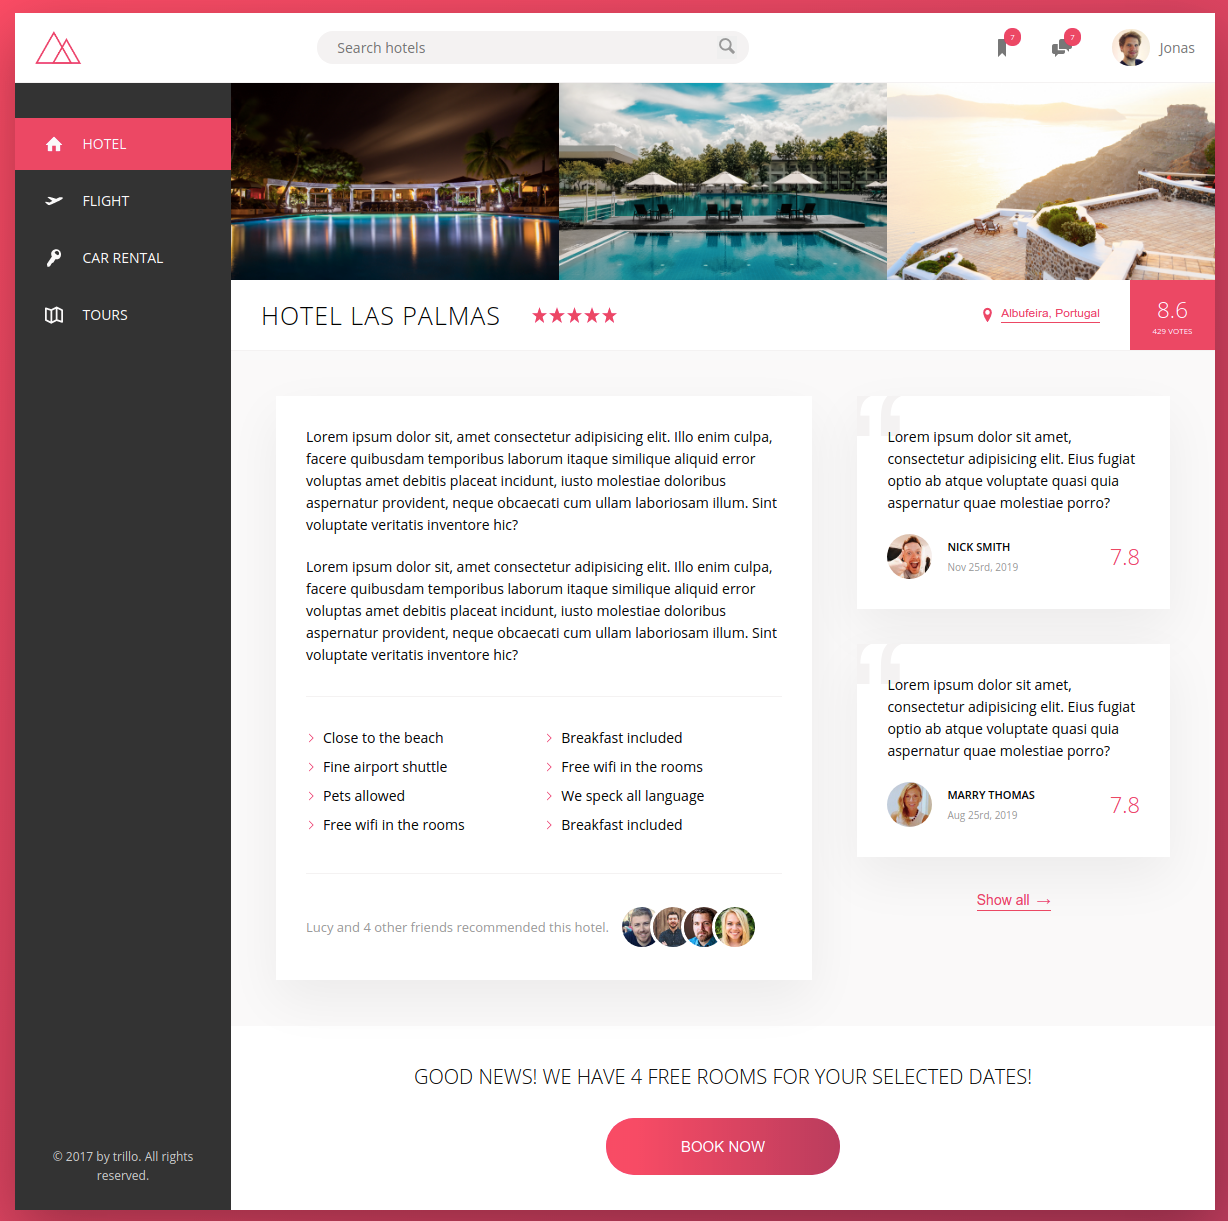 Search hotels
7
7
Jonas
HOTEL
FLIGHT
CAR RENTAL
TOURS
© 2017 by trillo. All rights
reserved.
HOTEL LAS PALMAS
Albufeira, Portugal
8.6
429 VOTES
Lorem ipsum dolor sit, amet consectetur adipisicing elit. Illo enim culpa,
facere quibusdam temporibus laborum itaque similique aliquid error
voluptas amet debitis placeat incidunt, iusto molestiae doloribus
aspernatur provident, neque obcaecati cum ullam laboriosam illum. Sint
voluptate veritatis inventore hic?
Lorem ipsum dolor sit, amet consectetur adipisicing elit. Illo enim culpa,
facere quibusdam temporibus laborum itaque similique aliquid error
voluptas amet debitis placeat incidunt, iusto molestiae doloribus
aspernatur provident, neque obcaecati cum ullam laboriosam illum. Sint
voluptate veritatis inventore hic?
Close to the beach
Breakfast included
Fine airport shuttle
Free wifi in the rooms
Pets allowed
We speck all language
Free wifi in the rooms
Breakfast included
Lucy and 4 other friends recommended this hotel.
“
Lorem ipsum dolor sit amet,
consectetur adipisicing elit. Eius fugiat
optio ab atque voluptate quasi quia
aspernatur quae molestiae porro?
NICK SMITH
Nov 25rd, 2019
7.8
“
Lorem ipsum dolor sit amet,
consectetur adipisicing elit. Eius fugiat
optio ab atque voluptate quasi quia
aspernatur quae molestiae porro?
MARRY THOMAS
Aug 25rd, 2019
7.8
Show all →
GOOD NEWS! WE HAVE 4 FREE ROOMS FOR YOUR SELECTED DATES!
BOOK NOW